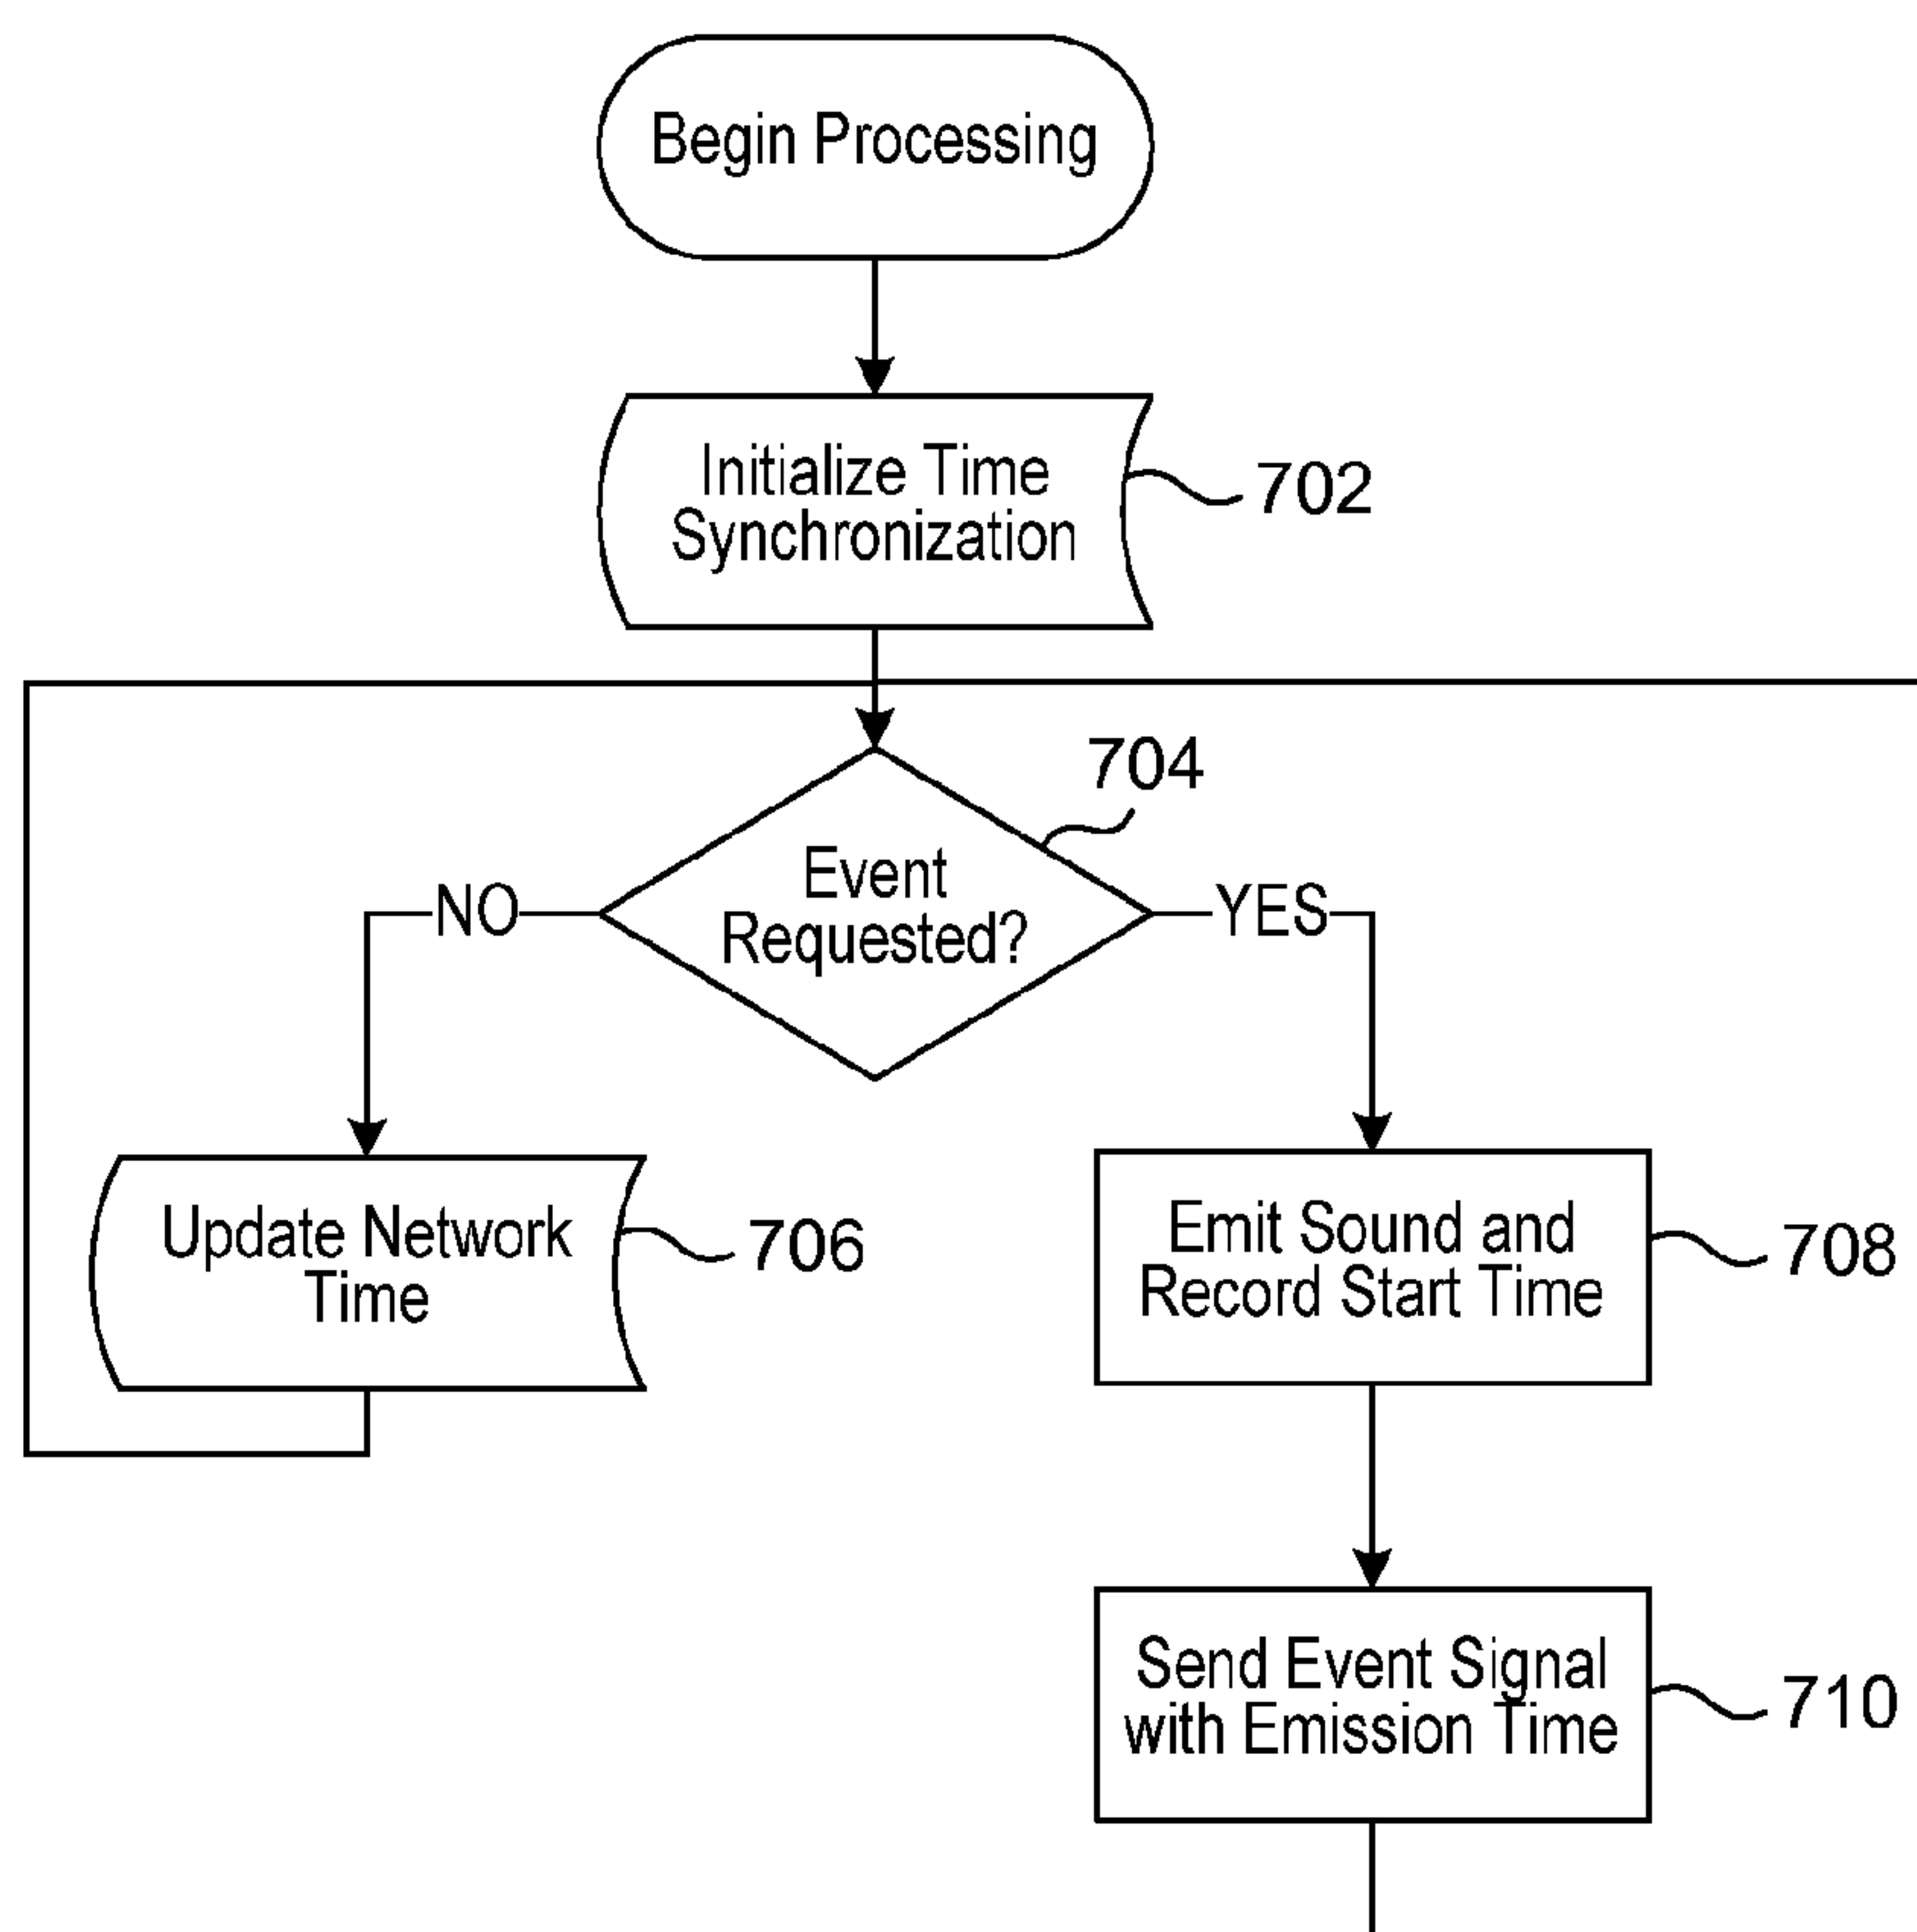 Begin Processing
Initialize Time
Synchronization
702
704
Event
Requested?
NO
YES
Update Network
Time
706
Emit Sound and
Record Start Time
708
Send Event Signal
with Emission Time
710